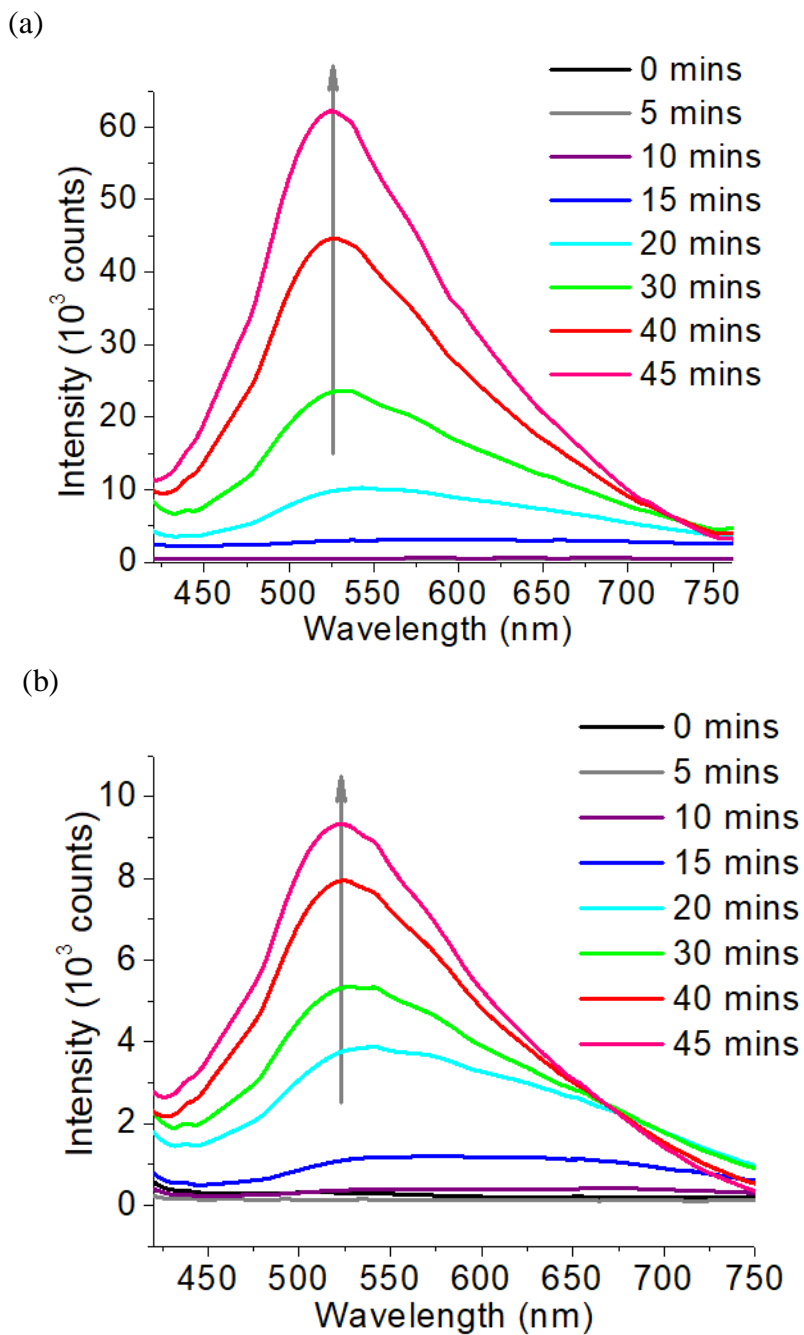 (a)
0 mins
5 mins
10 mins
15 mins
20 mins
30 mins
40 mins
45 mins
60
50
40
30
20
10
0
Intensity (10³ counts)
450 500 550 600 650 700 750
Wavelength (nm)
(b)
0 mins
5 mins
10 mins
15 mins
20 mins
30 mins
40 mins
45 mins
10
8
6
4
2
0
Intensity (10³ counts)
450 500 550 600 650 700 750
Wavelength (nm)